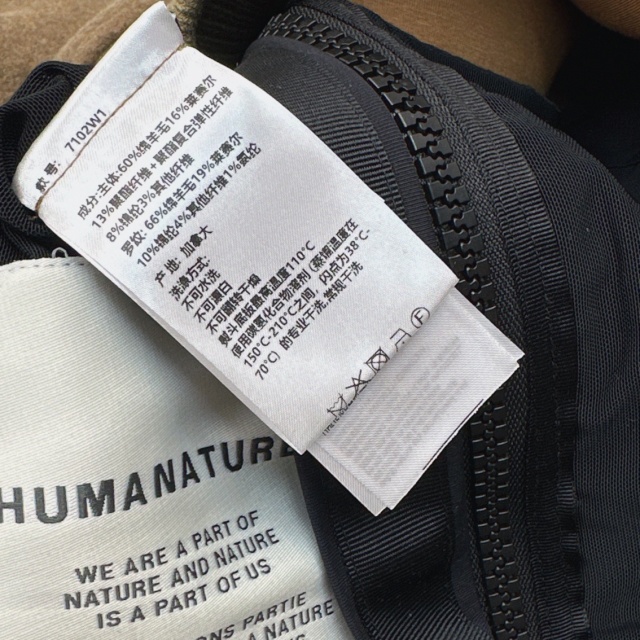 款号: 7102W1
成分:主体:60%绵羊毛16%莱赛尔
13%聚酯纤维-聚酯复合弹性纤维
8%锦纶3%其他纤维
罗纹: 66%绵羊毛19%莱赛尔
10%锦纶4%其他纤维1%氨纶
产地: 加拿大
洗涤方式:
不可水洗
不可漂白
不可翻转干燥
熨斗底板最高温度110°C
使用碳氢化合物溶剂 (蒸馏温度在
150°C-210°C之间, 闪点为38°C-
70°C) 的专业干洗,常规干洗
HUMANATURE
WE ARE A PART OF
NATURE AND NATURE
IS A PART OF US
ONS PARTIE
A NATURE